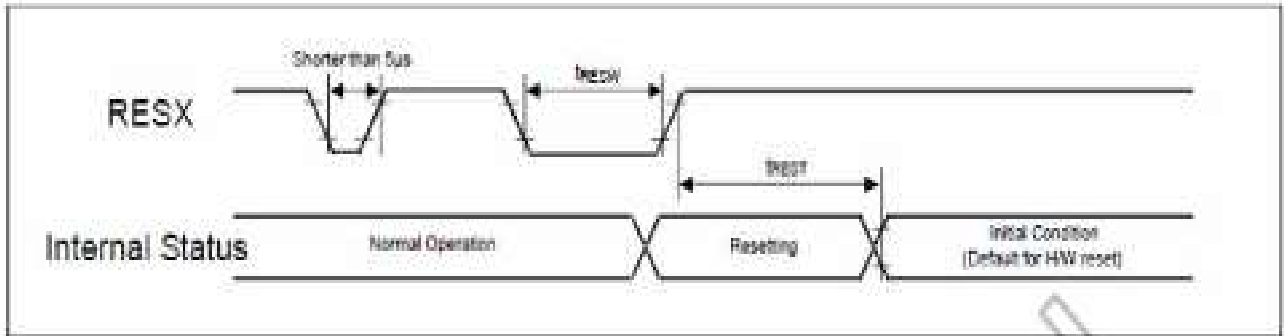 Shorter than 5us
tRESW
RESX
tREST
Internal Status
Normal Operation
Resetting
Initial Condition
(Default for H/W reset)